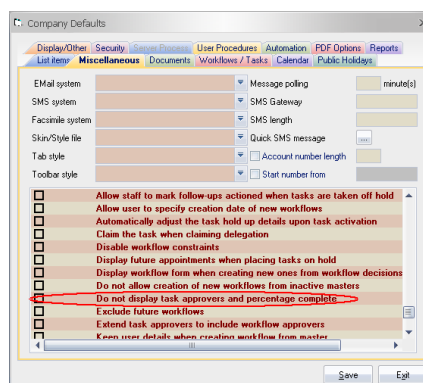 Company Defaults
Display/Other Security Server Process User Procedures Automation PDF Options Reports
List items Miscellaneous Documents Workflows / Tasks Calendar Public Holidays
EMail system Message polling minute(s)
SMS system SMS Gateway
Facsimile system SMS length
Skin/Style file Quick SMS message ...
Tab style Account number length
Toolbar style Start number from
Allow staff to mark follow-ups actioned when tasks are taken off hold
Allow user to specify creation date of new workflows
Automatically adjust the task hold up details upon task activation
Claim the task when claiming delegation
Disable workflow constraints
Display future appointments when placing tasks on hold
Display workflow form when creating new ones from workflow decisions
Do not allow creation of new workflows from inactive masters
Do not display task approvers and percentage complete
Exclude future workflows
Extend task approvers to include workflow approvers
Keep user details when creating workflow from master
Save Exit